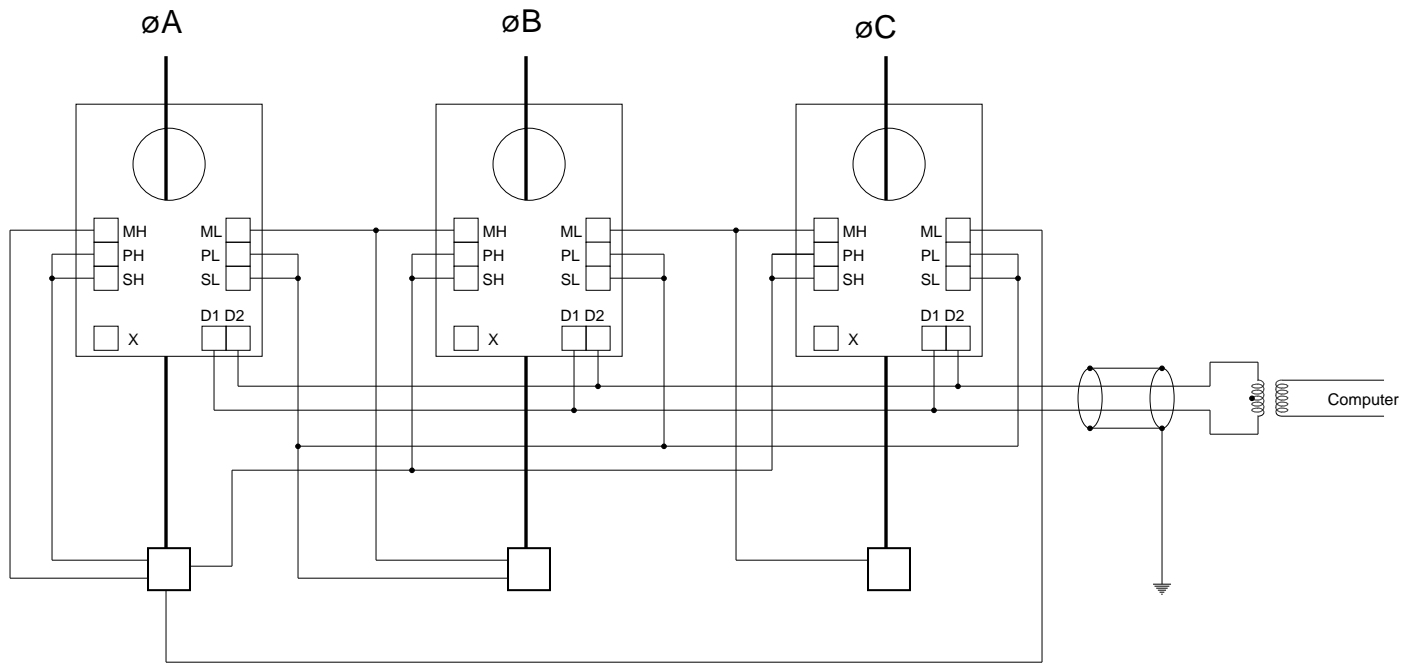 øA øB øC
MH ML MH ML MH ML
PH PL PH PL PH PL
SH SL SH SL SH SL
D1 D2 D1 D2 D1 D2
X X X
Computer